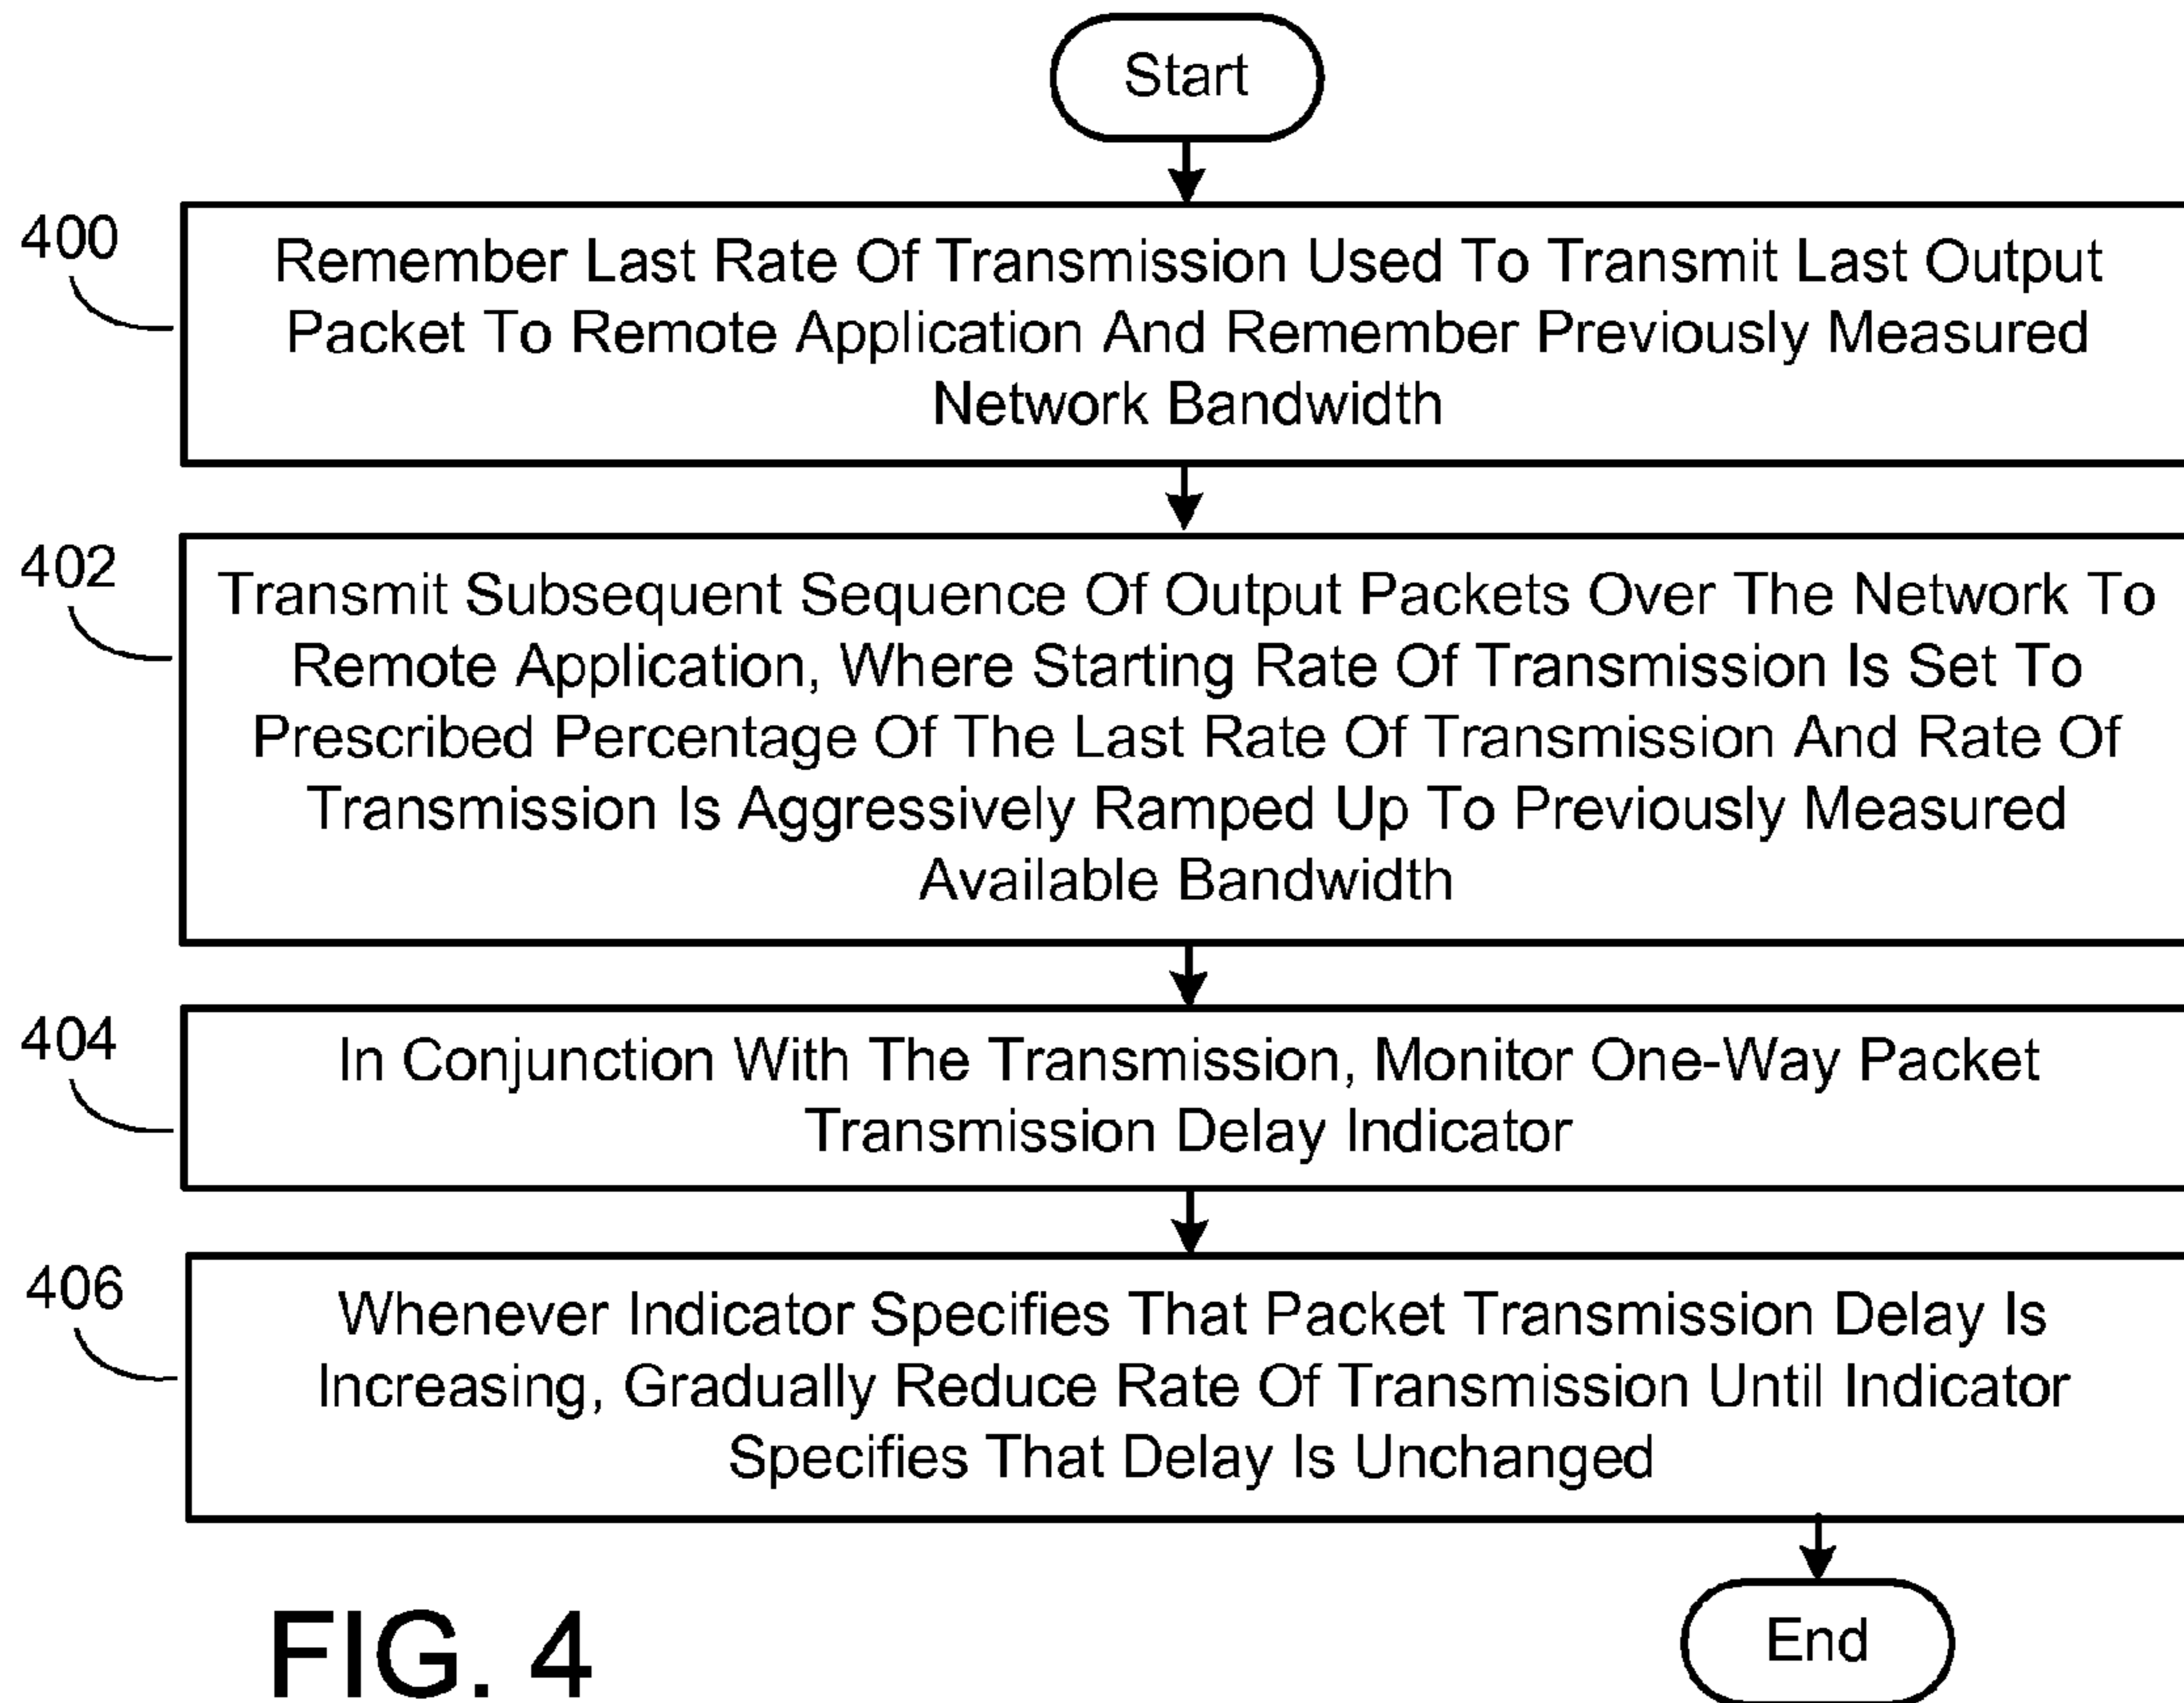 Start
400
Remember Last Rate Of Transmission Used To Transmit Last Output
Packet To Remote Application And Remember Previously Measured
Network Bandwidth
402
Transmit Subsequent Sequence Of Output Packets Over The Network To
Remote Application, Where Starting Rate Of Transmission Is Set To
Prescribed Percentage Of The Last Rate Of Transmission And Rate Of
Transmission Is Aggressively Ramped Up To Previously Measured
Available Bandwidth
404
In Conjunction With The Transmission, Monitor One-Way Packet
Transmission Delay Indicator
406
Whenever Indicator Specifies That Packet Transmission Delay Is
Increasing, Gradually Reduce Rate Of Transmission Until Indicator
Specifies That Delay Is Unchanged
End
FIG. 4